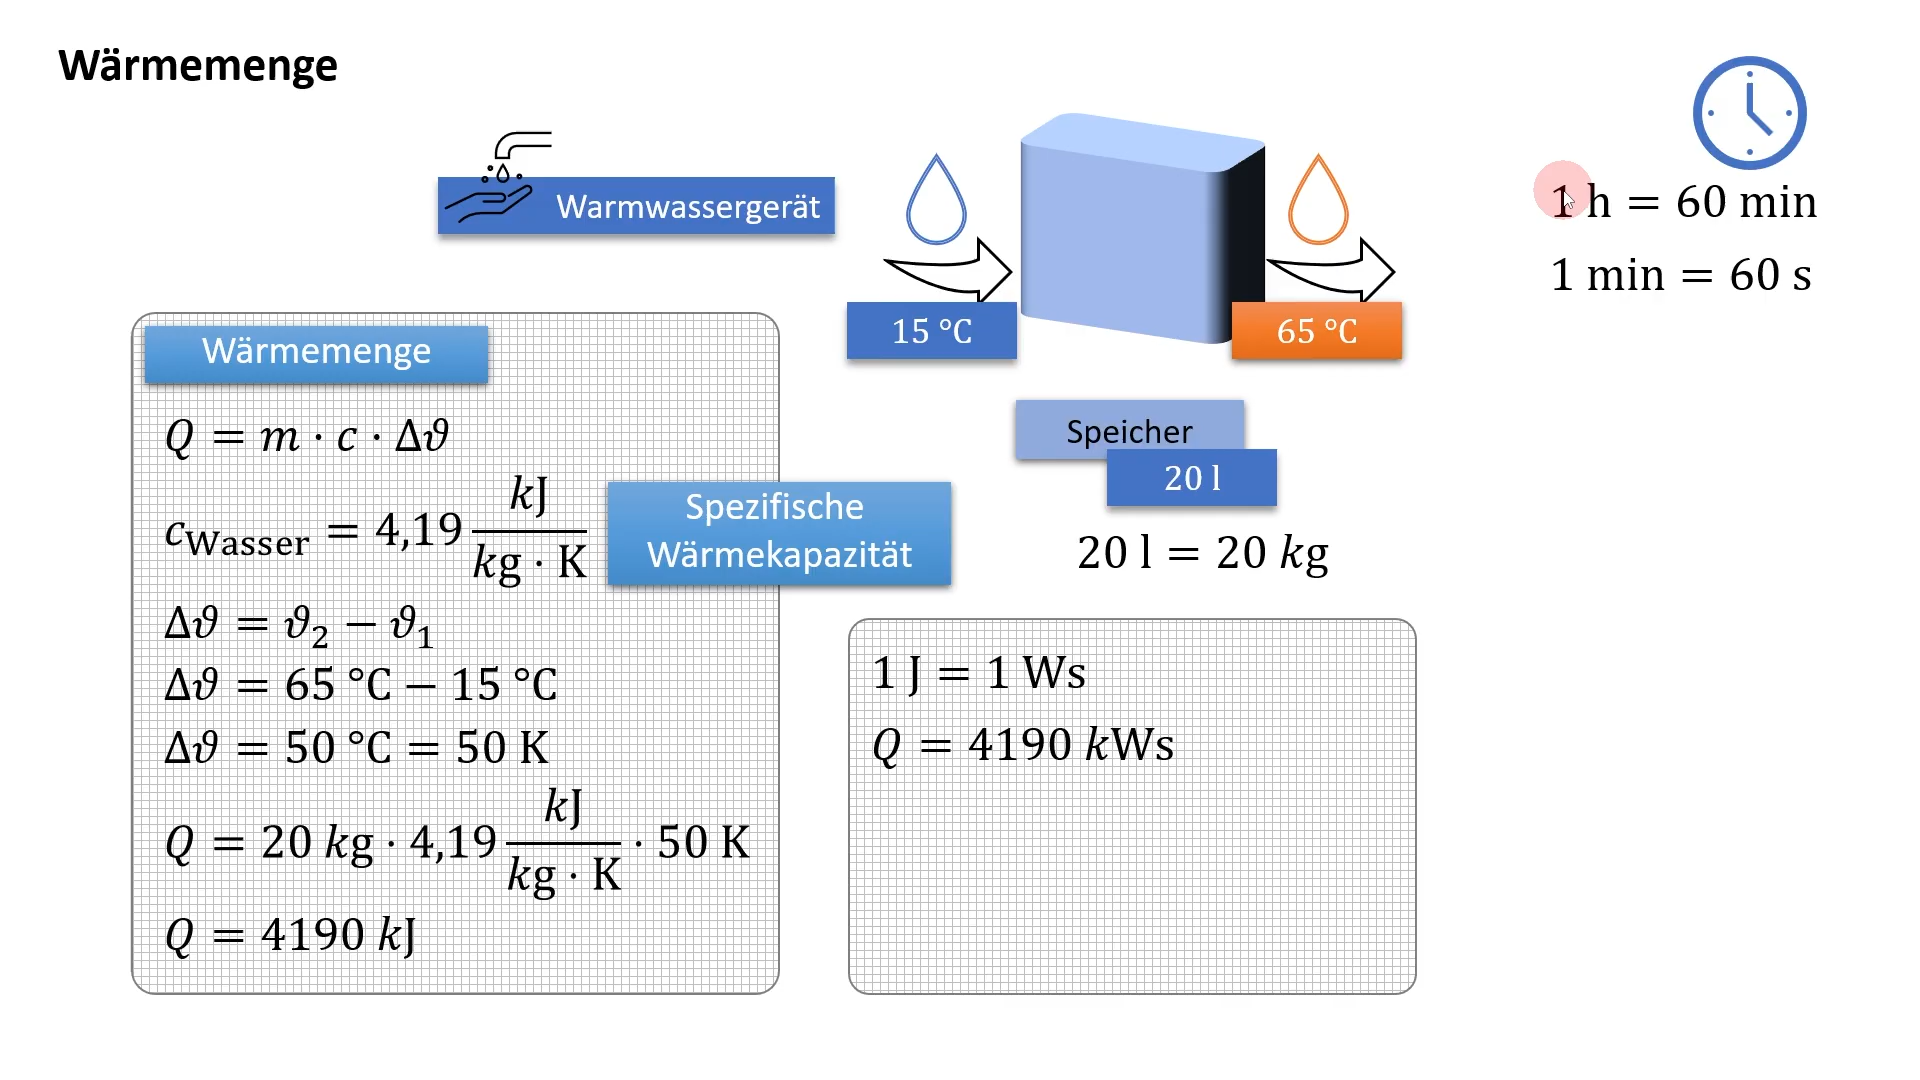 Wärmemenge
Warmwassergerät
15 °C
65 °C
1 h = 60 min
1 min = 60 s
Speicher
20 l
20 l = 20 kg
Wärmemenge
Q = m · c · Δϑ
c_Wasser = 4,19 kJ/(kg · K)
Spezifische
Wärmekapazität
Δϑ = ϑ₂ − ϑ₁
Δϑ = 65 °C − 15 °C
Δϑ = 50 °C = 50 K
Q = 20 kg · 4,19 kJ/(kg · K) · 50 K
Q = 4190 kJ
1 J = 1 Ws
Q = 4190 kWs